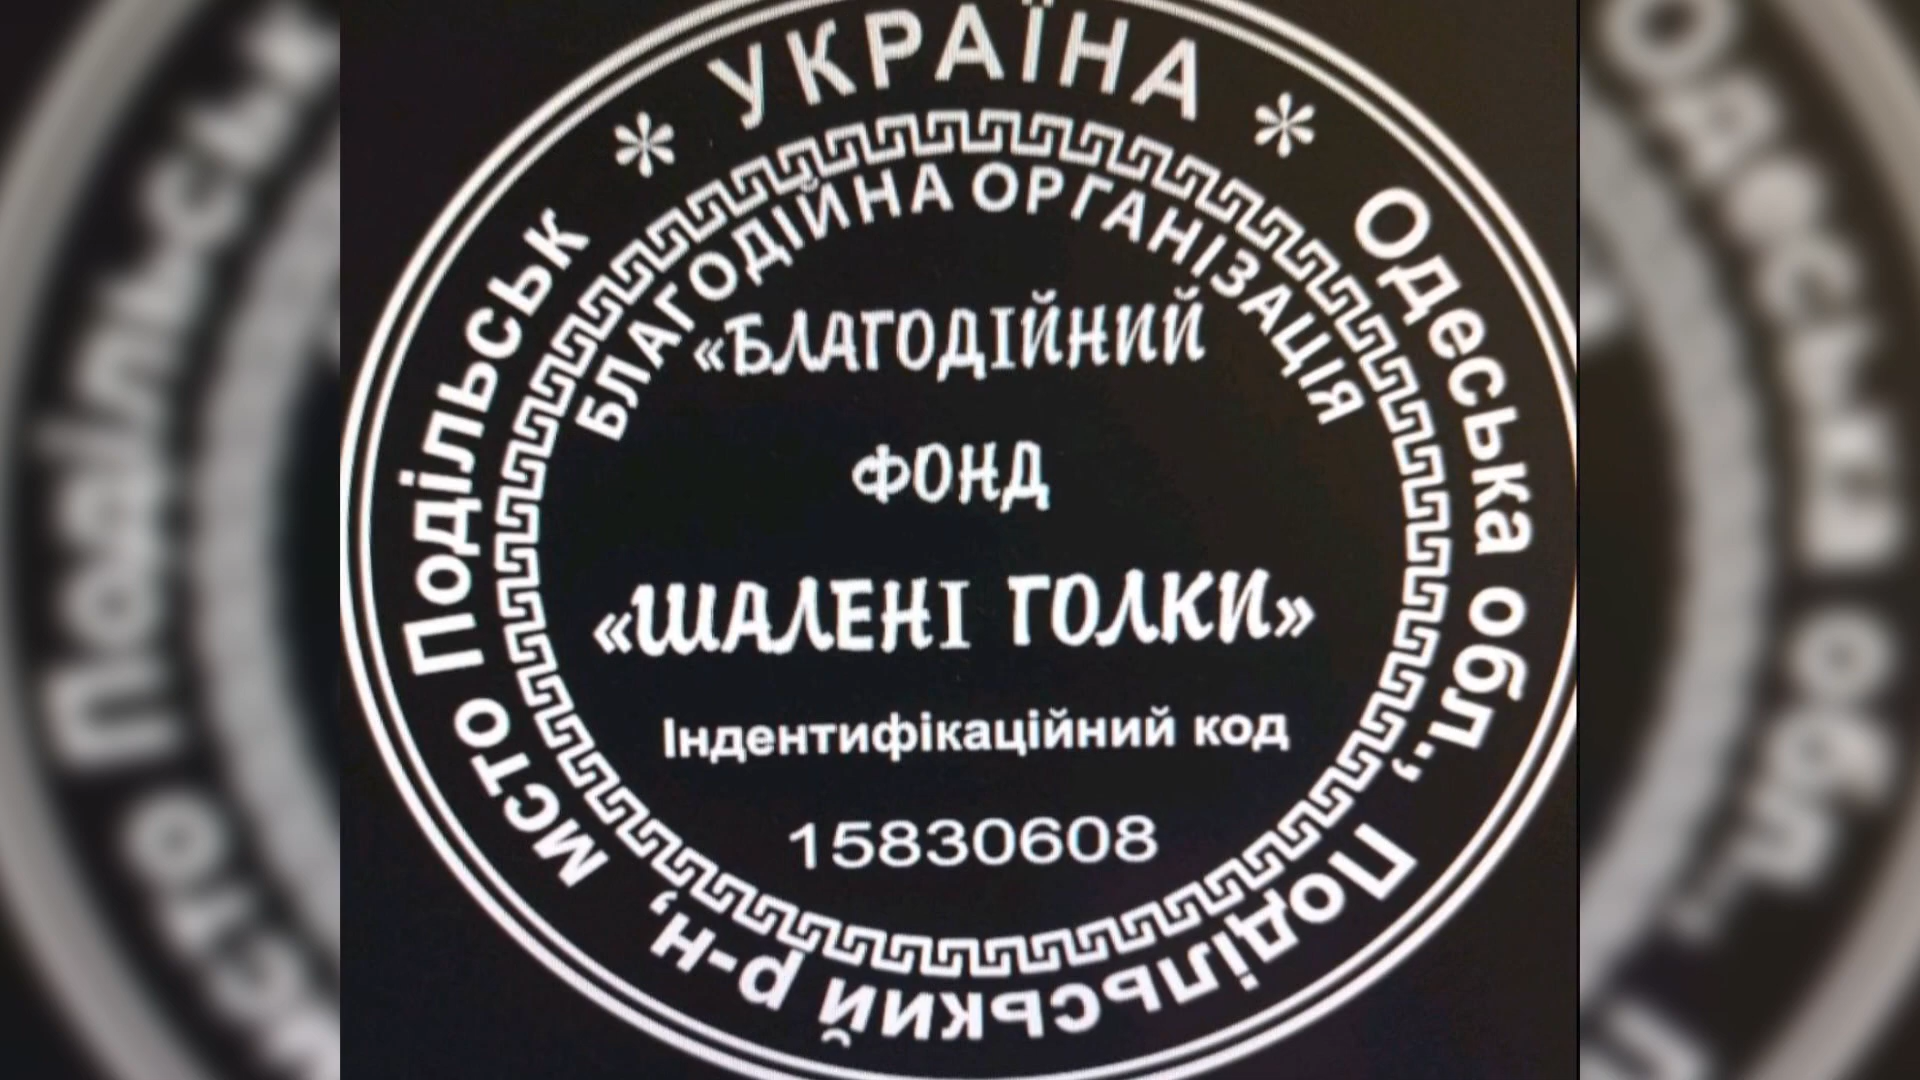 * УКРАЇНА *
Одеська обл., Подільський р-н, мсто Подільськ
БЛАГОДІЙНА ОРГАНІЗАЦІЯ
«БЛАГОДІЙНИЙ
ФОНД
«ШАЛЕНІ ГОЛКИ»
Індентифікаційний код
15830608